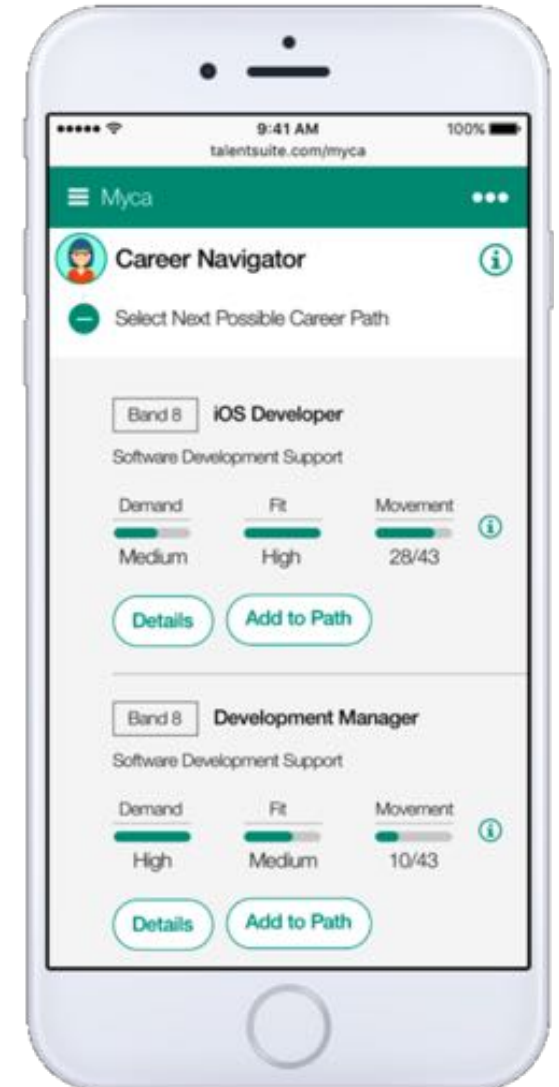 9:41 AM 100%
talentsuite.com/myca
Myca
Career Navigator
Select Next Possible Career Path
Band 8 iOS Developer
Software Development Support
Demand Fit Movement
Medium High 28/43
Details Add to Path
Band 8 Development Manager
Software Development Support
Demand Fit Movement
High Medium 10/43
Details Add to Path